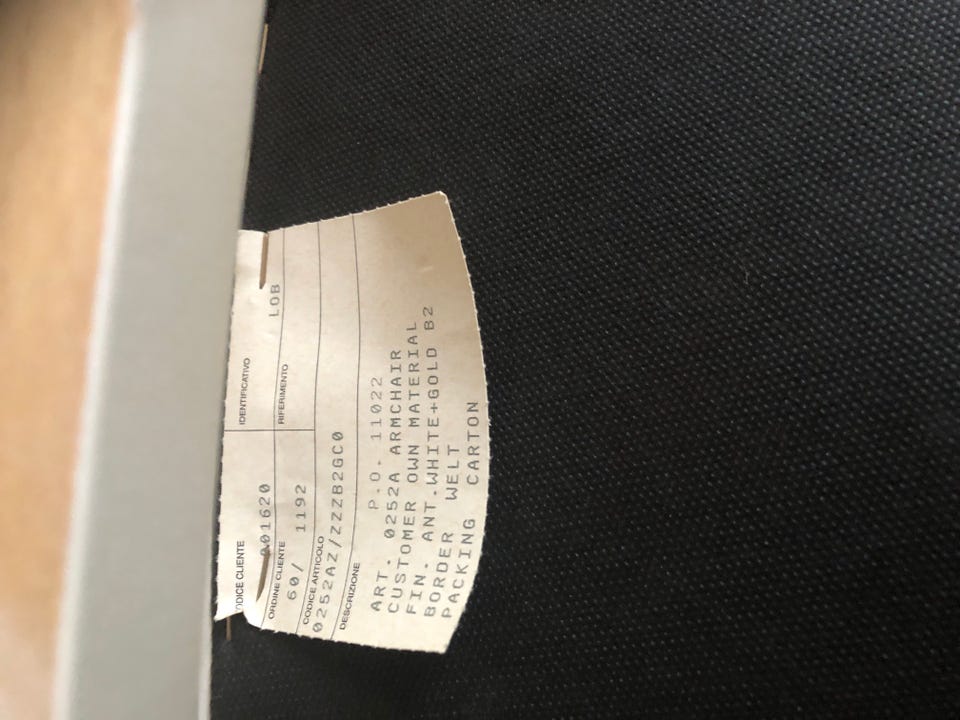 CODICE CLIENTE IDENTIFICATIVO
001620
ORDINE CLIENTE RIFERIMENTO LOB
60/ 1192
CODICE ARTICOLO
0252AZ/ZZZB2GC0
DESCRIZIONE
P.O. 11022
ART. 0252A ARMCHAIR
CUSTOMER OWN MATERIAL
FIN. ANT.WHITE+GOLD B2
BORDER WELT
PACKING CARTON